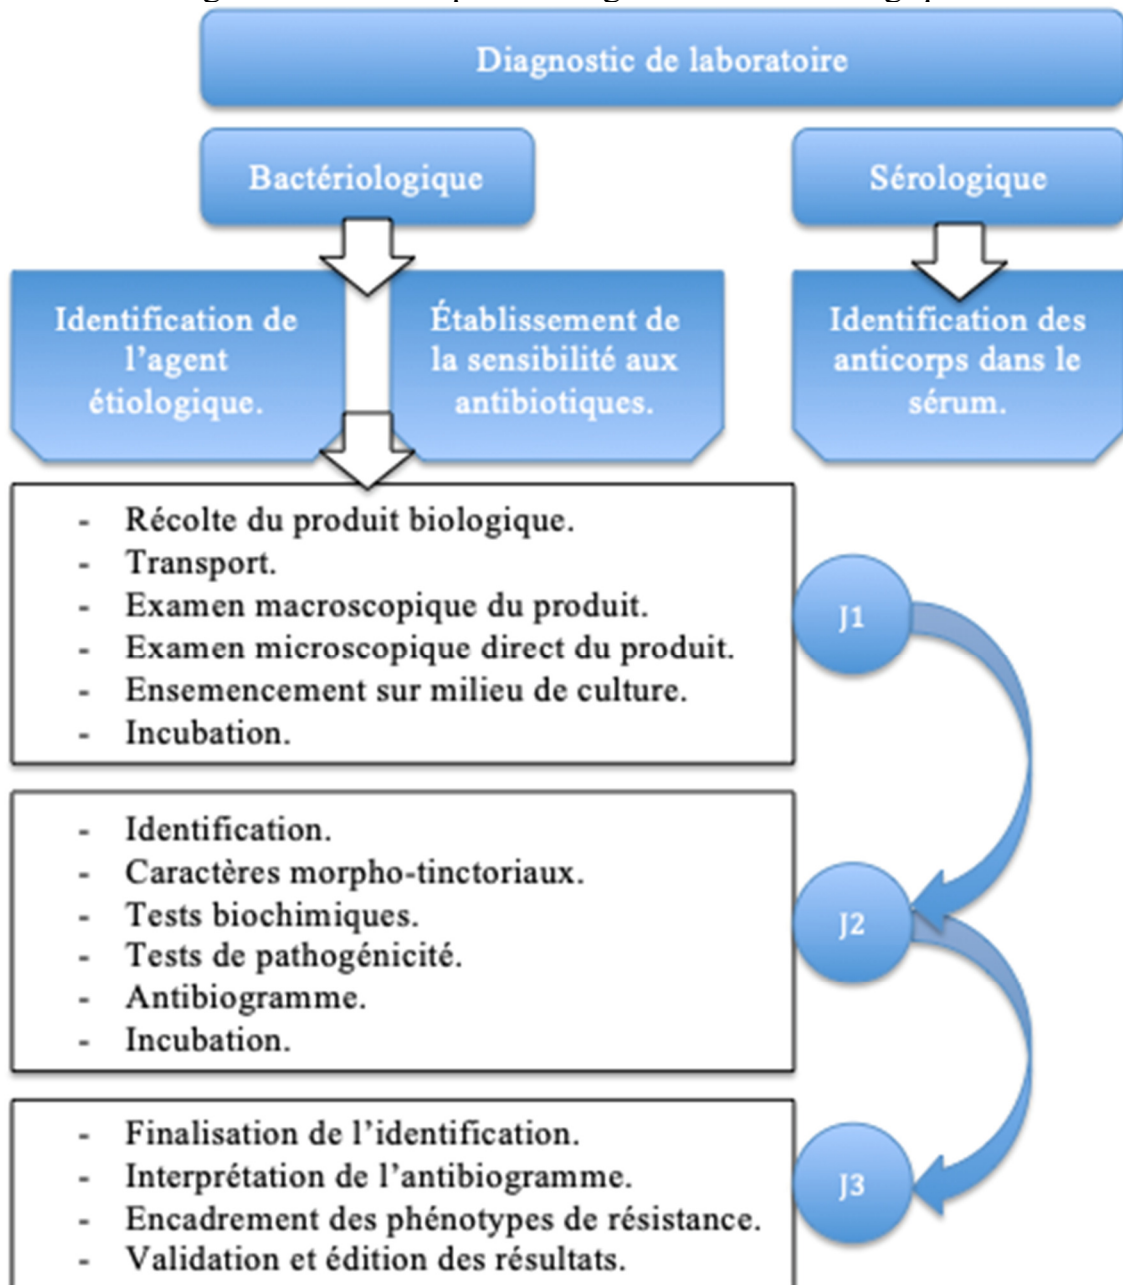 Diagnostic de laboratoire
Bactériologique
Sérologique
Identification de
l'agent
étiologique.
Établissement de
la sensibilité aux
antibiotiques.
Identification des
anticorps dans le
sérum.
- Récolte du produit biologique.
- Transport.
- Examen macroscopique du produit.
- Examen microscopique direct du produit.
- Ensemencement sur milieu de culture.
- Incubation.
J1
- Identification.
- Caractères morpho-tinctoriaux.
- Tests biochimiques.
- Tests de pathogénicité.
- Antibiogramme.
- Incubation.
J2
- Finalisation de l'identification.
- Interprétation de l'antibiogramme.
- Encadrement des phénotypes de résistance.
- Validation et édition des résultats.
J3